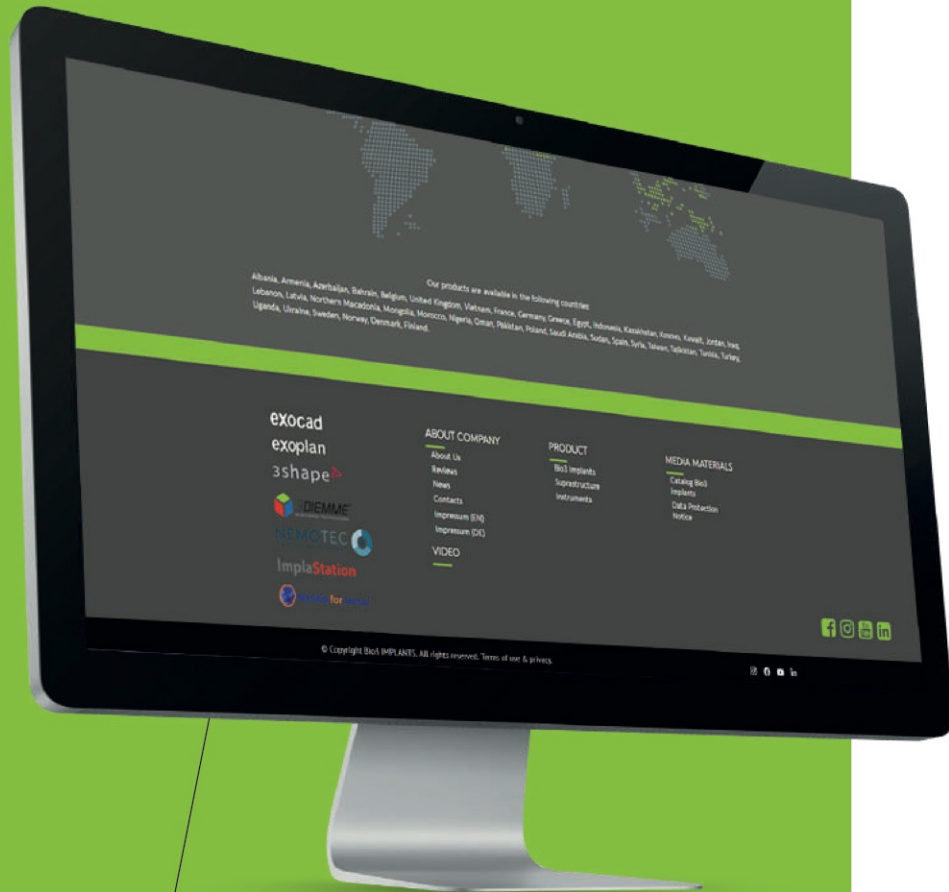 Our products are available in the following countries:
Albania, Armenia, Azerbaijan, Bahrain, Belgium, United Kingdom, Vietnam, France, Germany, Greece, Egypt, Indonesia, Kazakhstan, Kosovo, Kuwait, Jordan, Iraq,
Lebanon, Latvia, Northern Macedonia, Mongolia, Morocco, Nigeria, Oman, Pakistan, Poland, Saudi Arabia, Sudan, Spain, Syria, Taiwan, Tajikistan, Tunisia, Turkey,
Uganda, Ukraine, Sweden, Norway, Denmark, Finland.
exocad
exoplan
3shape
3DIEMME
NEMOTEC
ImplaStation
for
ABOUT COMPANY
About Us
Reviews
News
Contacts
Impressum (EN)
Impressum (DE)
VIDEO
PRODUCT
Bio3 Implants
Suprastructure
Instruments
MEDIA MATERIALS
Catalog Bio3
Implants
Data Protection
Notice
© Copyright Bio3 IMPLANTS. All rights reserved. Terms of use & privacy.